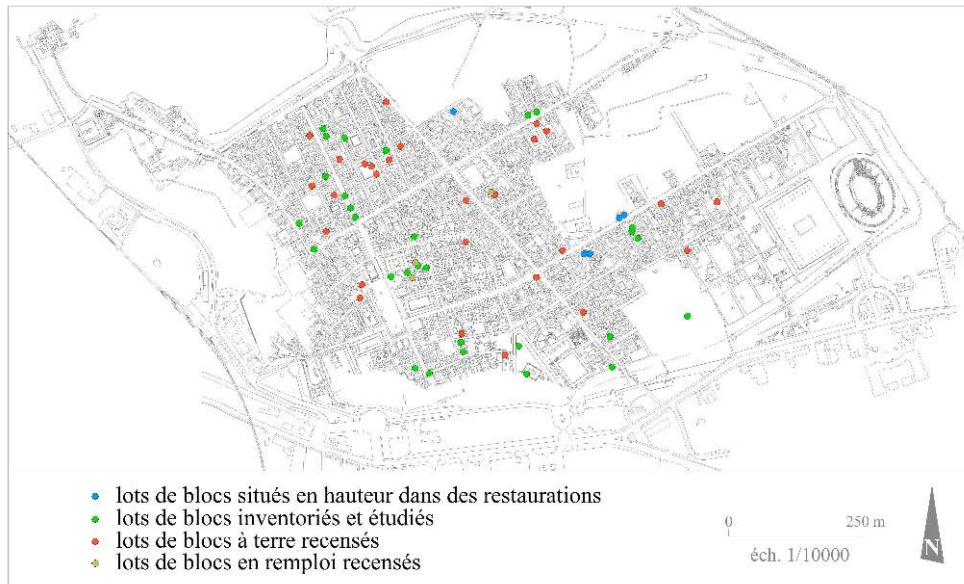 lots de blocs situés en hauteur dans des restaurations
lots de blocs inventoriés et étudiés
lots de blocs à terre recensés
lots de blocs en remploi recensés
0 250 m
éch. 1/10000
N